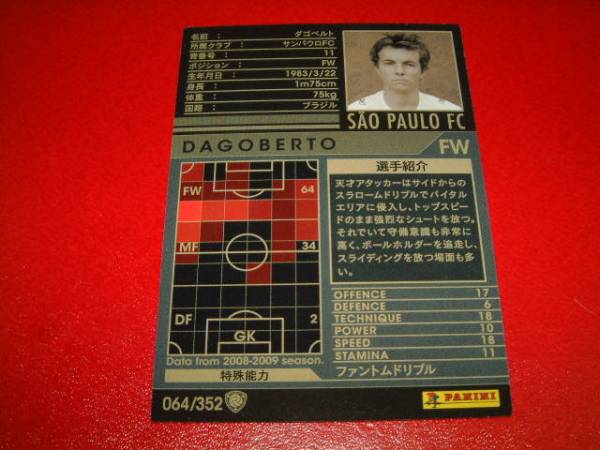 名前 : ダゴベルト
所属クラブ : サンパウロFC
背番号 : 11
ポジション : FW
生年月日 : 1983/3/22
身長 : 1m75cm
体重 : 75kg
国籍 : ブラジル
SÃO PAULO FC
DAGOBERTO
FW
FW 64
MF 34
DF 2
GK
Data from 2008-2009 season.
選手紹介
天才アタッカーはサイドからの
スラロームドリブルでバイタル
エリアに侵入し、トップスピー
ドのまま強烈なシュートを放つ。
それでいて守備意識も非常に
高く、ボールホルダーを追走し、
スライディングを放つ場面も多
い。
OFFENCE 17
DEFENCE 6
TECHNIQUE 18
POWER 10
SPEED 18
STAMINA 11
特殊能力
ファントムドリブル
064/352
PANINI